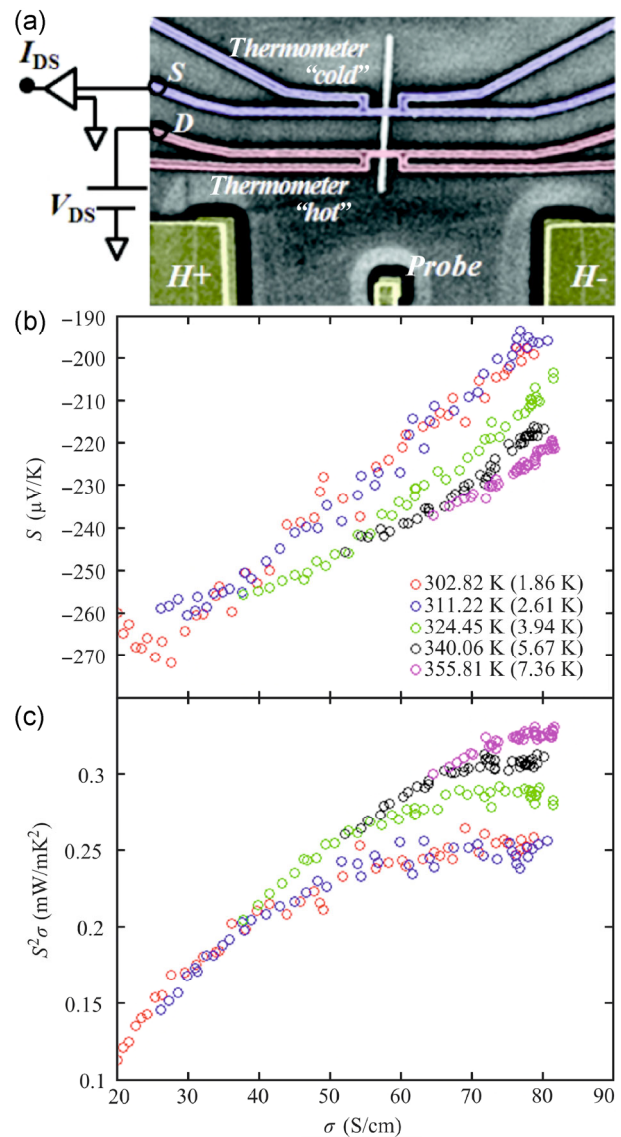 (a)
Thermometer
"cold"
I_DS
S
D
V_DS
Thermometer
"hot"
H+
Probe
H-
(b)
−190
−200
−210
−220
−230
−240
−250
−260
−270
S (µV/K)
302.82 K (1.86 K)
311.22 K (2.61 K)
324.45 K (3.94 K)
340.06 K (5.67 K)
355.81 K (7.36 K)
(c)
0.3
0.25
0.2
0.15
0.1
S²σ (mW/mK²)
20 30 40 50 60 70 80 90
σ (S/cm)